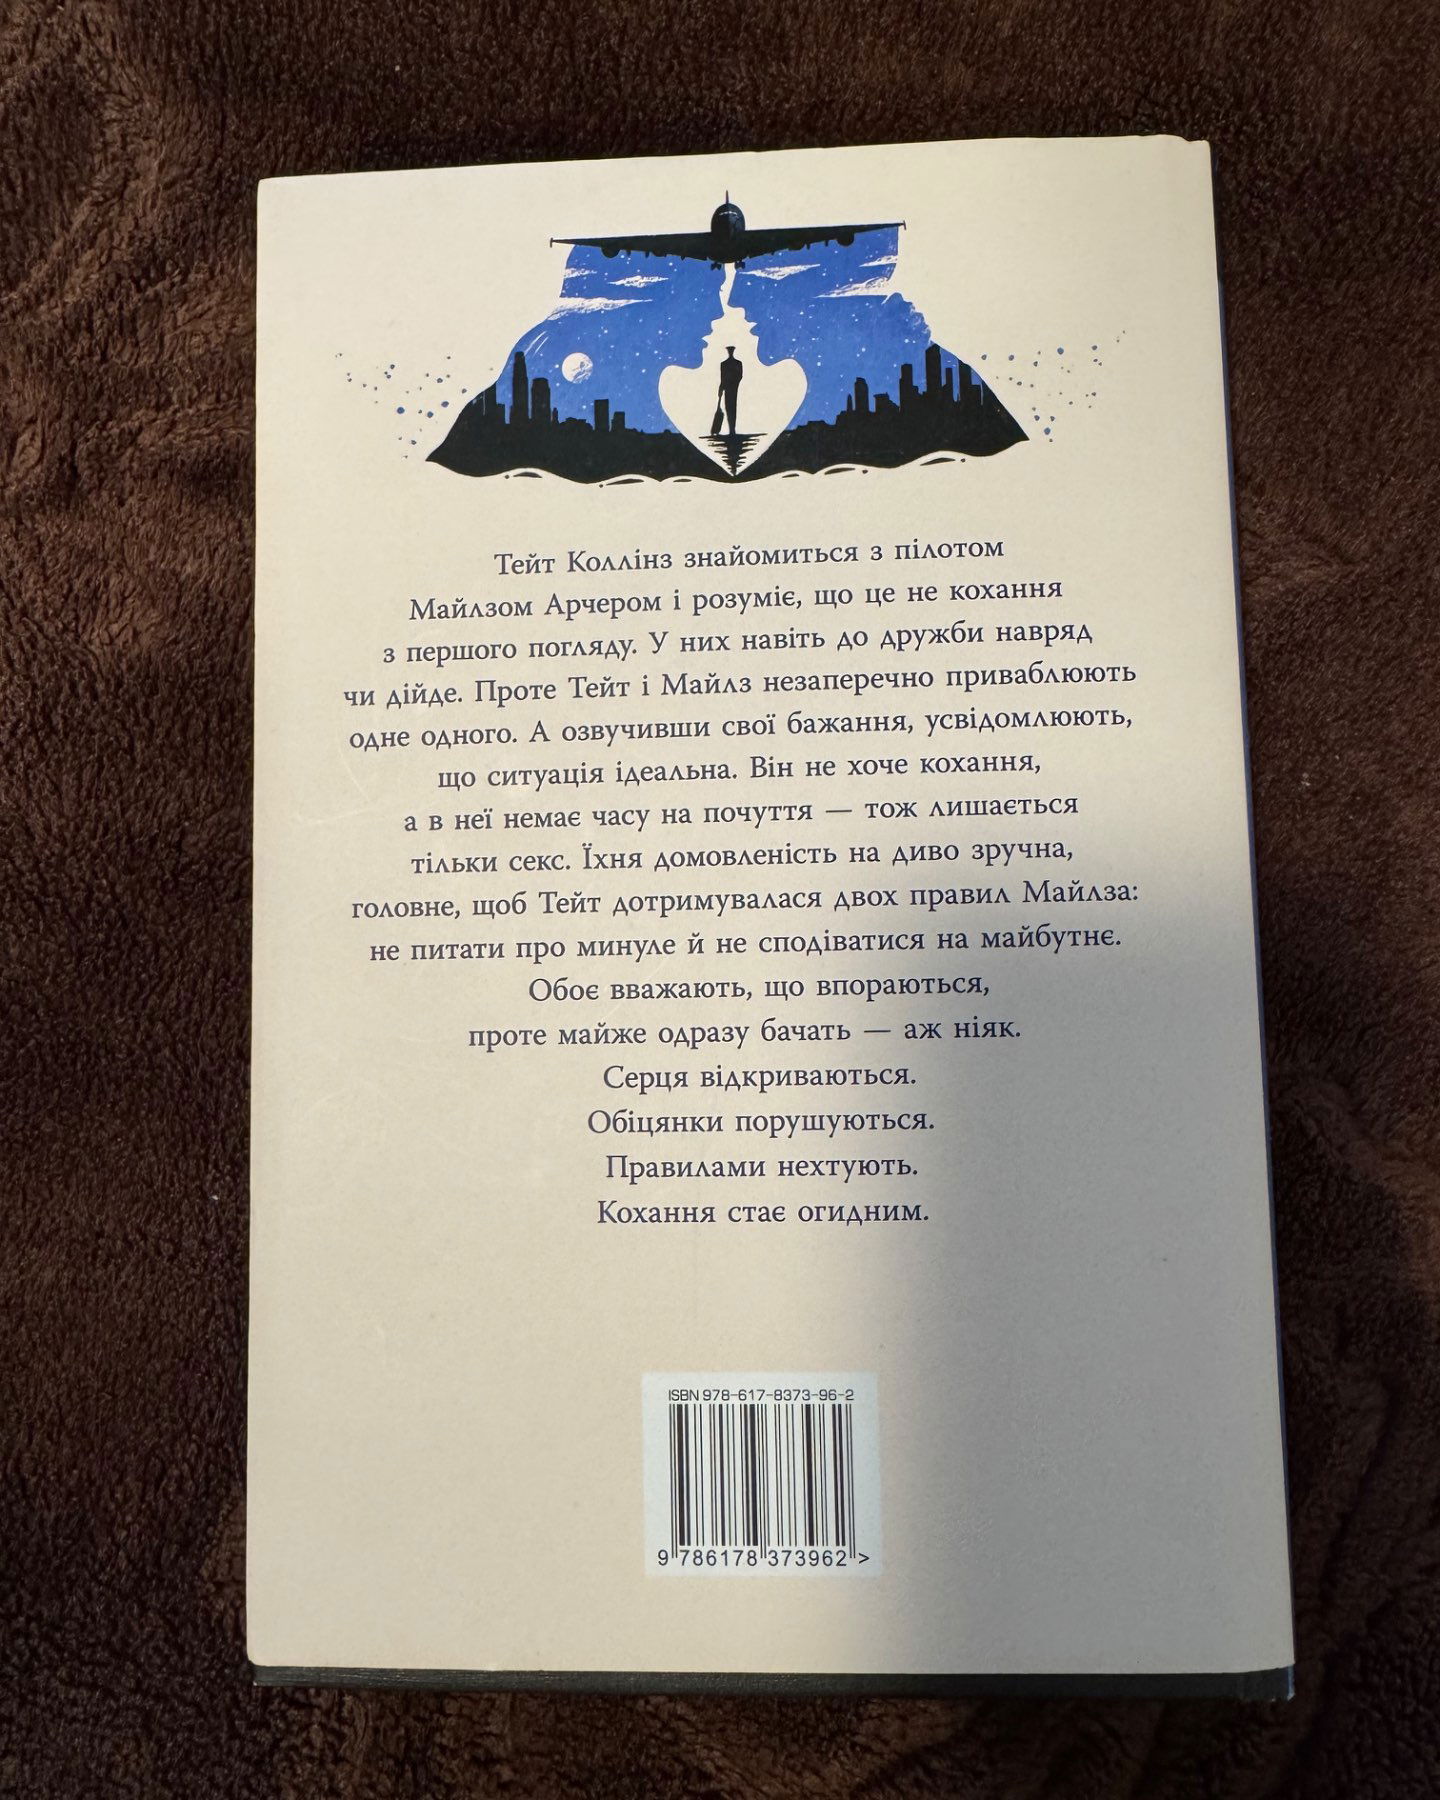 Тейт Коллінз знайомиться з пілотом
Майлзом Арчером і розуміє, що це не кохання
з першого погляду. У них навіть до дружби навряд
чи дійде. Проте Тейт і Майлз незаперечно приваблюють
одне одного. А озвучивши свої бажання, усвідомлюють,
що ситуація ідеальна. Він не хоче кохання,
а в неї немає часу на почуття — тож лишається
тільки секс. Їхня домовленість на диво зручна,
головне, щоб Тейт дотримувалася двох правил Майлза:
не питати про минуле й не сподіватися на майбутнє.
Обоє вважають, що впораються,
проте майже одразу бачать — аж ніяк.
Серця відкриваються.
Обіцянки порушуються.
Правилами нехтують.
Кохання стає огидним.
ISBN 978-617-8373-96-2
9 786178 373962 >